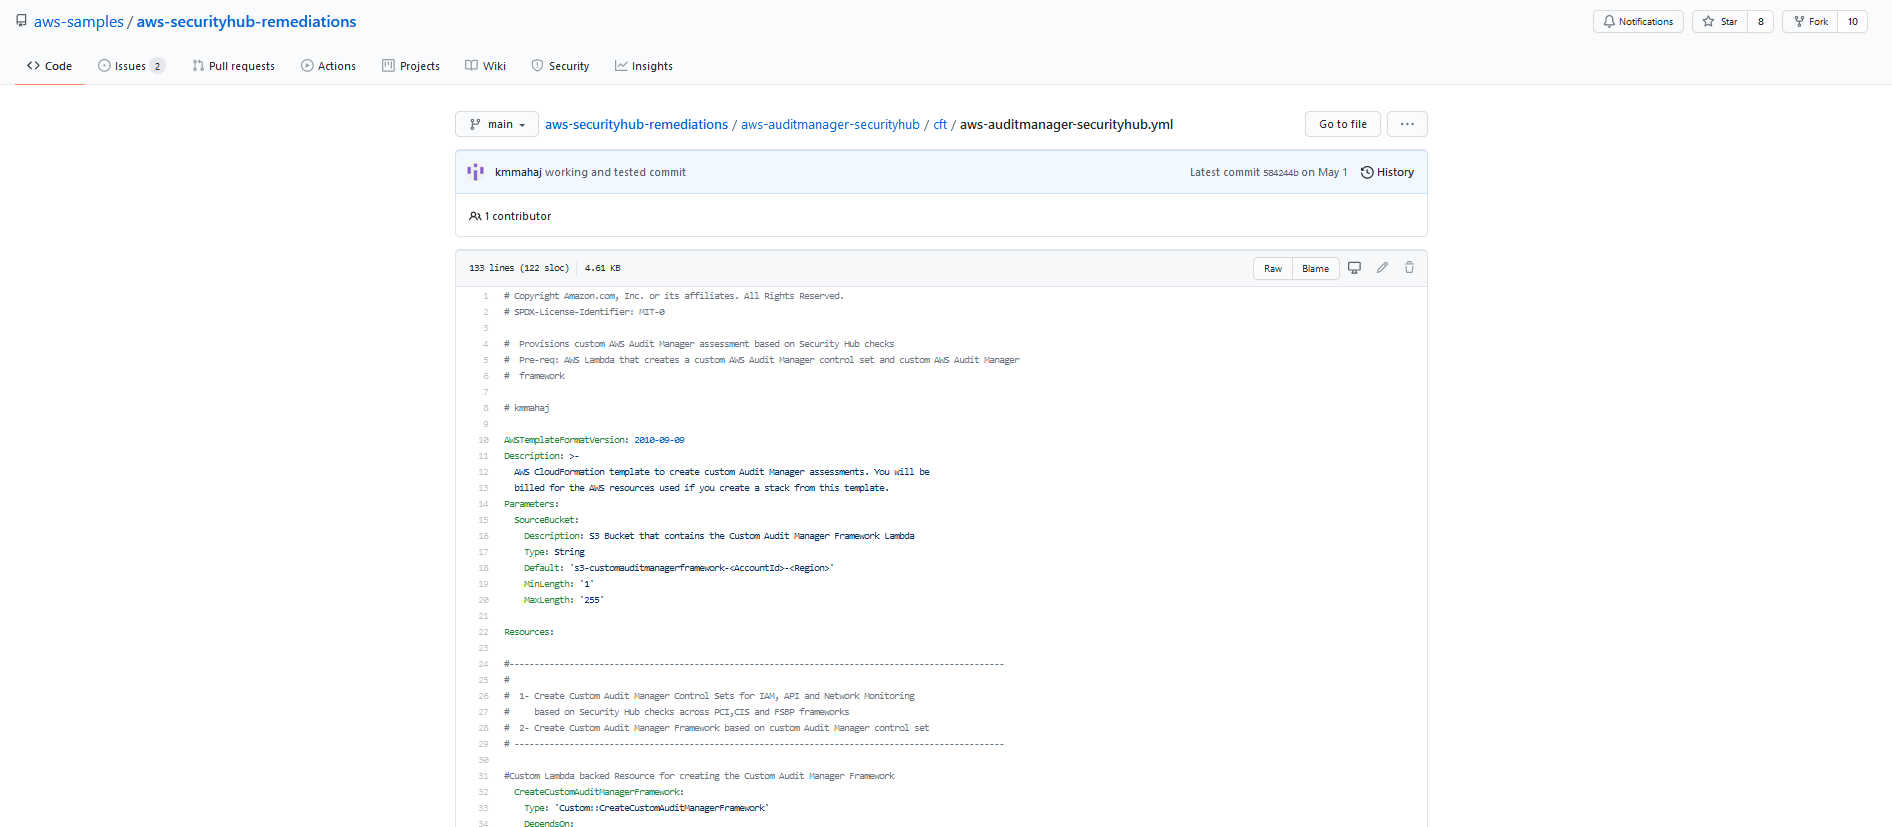 aws-samples / aws-securityhub-remediations
Notifications Star 8 Fork 10
Code Issues 2 Pull requests Actions Projects Wiki Security Insights
main aws-securityhub-remediations / aws-auditmanager-securityhub / cft / aws-auditmanager-securityhub.yml Go to file ...
kmmahaj working and tested commit Latest commit 584244b on May 1 History
1 contributor
133 lines (122 sloc) 4.61 KB Raw Blame
1 # Copyright Amazon.com, Inc. or its affiliates. All Rights Reserved.
2 # SPDX-License-Identifier: MIT-0
3
4 #  Provisions custom AWS Audit Manager assessment based on Security Hub checks
5 #  Pre-req: AWS Lambda that creates a custom AWS Audit Manager control set and custom AWS Audit Manager
6 #  framework
7
8 # kmmahaj
9
10 AWSTemplateFormatVersion: 2010-09-09
11 Description: >-
12   AWS CloudFormation template to create custom Audit Manager assessments. You will be
13   billed for the AWS resources used if you create a stack from this template.
14 Parameters:
15   SourceBucket:
16     Description: S3 Bucket that contains the Custom Audit Manager Framework Lambda
17     Type: String
18     Default: 's3-customauditmanagerframework-<AccountId>-<Region>'
19     MinLength: '1'
20     MaxLength: '255'
21
22 Resources:
23
24 #---------------------------------------------------------------------------------------------------
25 #
26 #  1- Create Custom Audit Manager Control Sets for IAM, API and Network Monitoring
27 #     based on Security Hub checks across PCI,CIS and FSBP frameworks
28 #  2- Create Custom Audit Manager Framework based on custom Audit Manager control set
29 # --------------------------------------------------------------------------------------------------
30
31 #Custom Lambda backed Resource for creating the Custom Audit Manager Framework
32   CreateCustomAuditManagerFramework:
33     Type: 'Custom::CreateCustomAuditManagerFramework'
34     DependsOn: